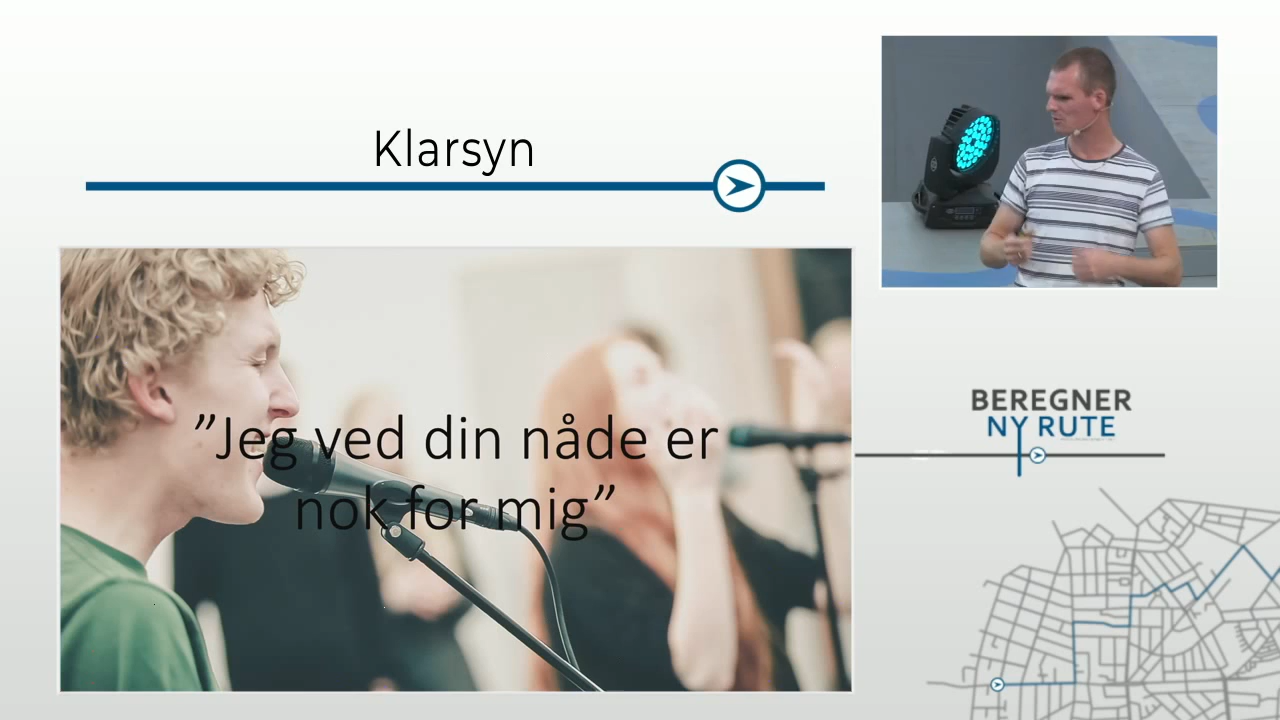 Klarsyn
”Jeg ved din nåde er
nok for mig”
BEREGNER
NY RUTE